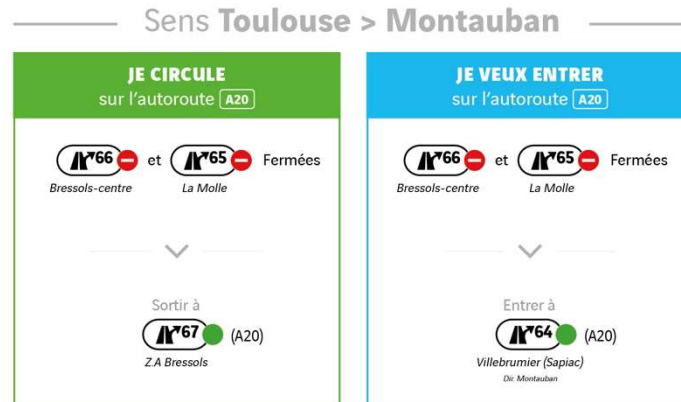 Sens Toulouse > Montauban
JE CIRCULE
sur l'autoroute A20
66 et 65 Fermées
Bressols-centre La Molle
Sortir à
67 (A20)
Z.A Bressols
JE VEUX ENTRER
sur l'autoroute A20
66 et 65 Fermées
Bressols-centre La Molle
Entrer à
64 (A20)
Villebrumier (Sapiac)
Dir. Montauban